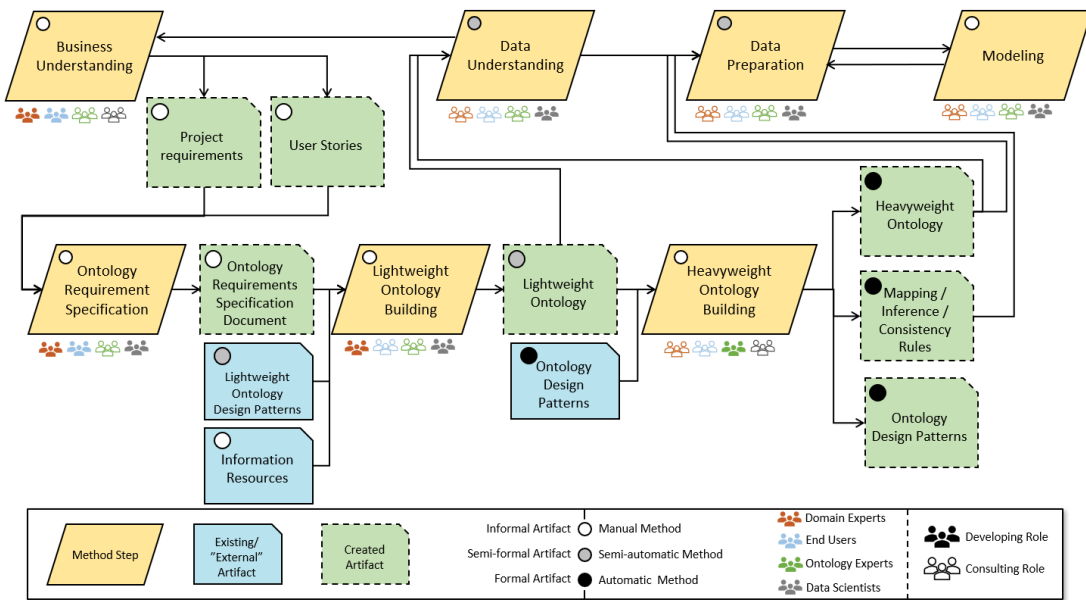 Business
Understanding
Data
Understanding
Data
Preparation
Modeling
Project
requirements
User Stories
Heavyweight
Ontology
Ontology
Requirement
Specification
Ontology
Requirements
Specification
Document
Lightweight
Ontology
Building
Lightweight
Ontology
Heavyweight
Ontology
Building
Mapping /
Inference /
Consistency
Rules
Lightweight
Ontology
Design Patterns
Ontology
Design
Patterns
Ontology
Design Patterns
Information
Resources
Method Step
Existing/
”External”
Artifact
Created
Artifact
Informal Artifact
Manual Method
Semi-formal Artifact
Semi-automatic Method
Formal Artifact
Automatic Method
Domain Experts
End Users
Ontology Experts
Data Scientists
Developing Role
Consulting Role